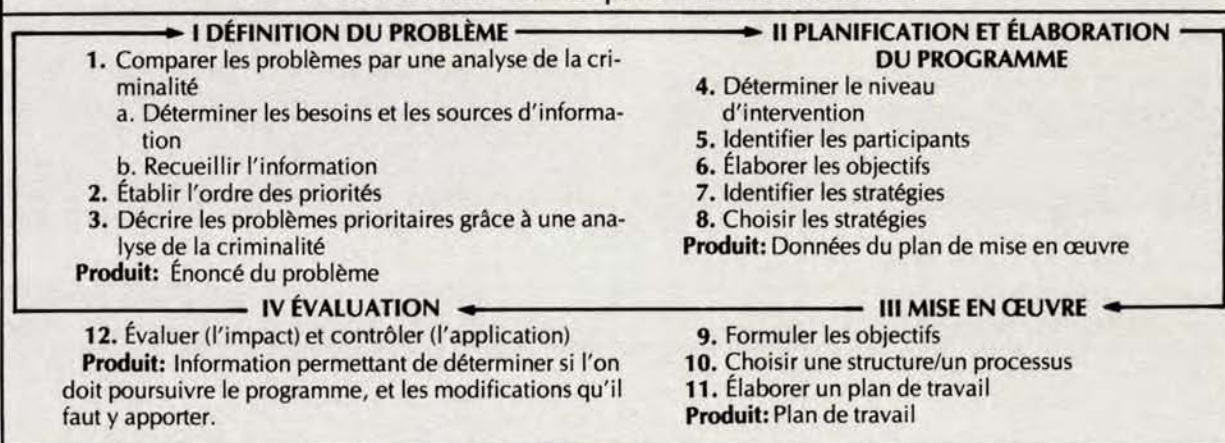 I DÉFINITION DU PROBLÈME
1. Comparer les problèmes par une analyse de la cri-
minalité
a. Déterminer les besoins et les sources d'informa-
tion
b. Recueillir l'information
2. Établir l'ordre des priorités
3. Décrire les problèmes prioritaires grâce à une ana-
lyse de la criminalité
Produit: Énoncé du problème
II PLANIFICATION ET ÉLABORATION
DU PROGRAMME
4. Déterminer le niveau
d'intervention
5. Identifier les participants
6. Élaborer les objectifs
7. Identifier les stratégies
8. Choisir les stratégies
Produit: Données du plan de mise en œuvre
III MISE EN ŒUVRE
9. Formuler les objectifs
10. Choisir une structure/un processus
11. Élaborer un plan de travail
Produit: Plan de travail
IV ÉVALUATION
12. Évaluer (l'impact) et contrôler (l'application)
Produit: Information permettant de déterminer si l'on
doit poursuivre le programme, et les modifications qu'il
faut y apporter.